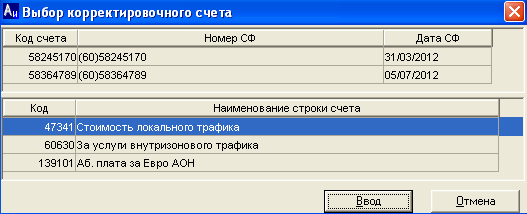 Выбор корректировочного счета
Код счета Номер СФ Дата СФ
58245170 (60)58245170 31/03/2012
58364789 (60)58364789 05/07/2012
Код Наименование строки счета
47341 Стоимость локального трафика
60630 За услуги внутризонового трафика
139101 Аб. плата за Евро АОН
Ввод Отмена